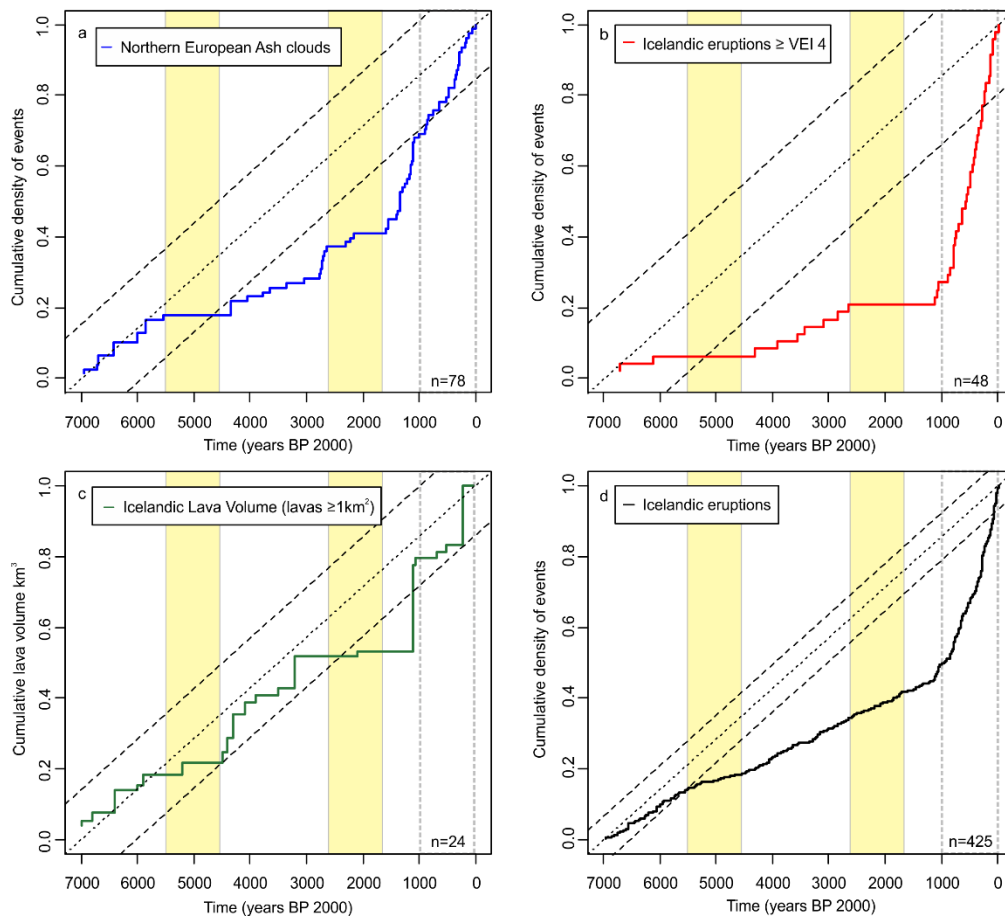 a
Northern European Ash clouds
Cumulative density of events
0.0 0.2 0.4 0.6 0.8 1.0
n=78
7000 6000 5000 4000 3000 2000 1000 0
Time (years BP 2000)
b
Icelandic eruptions ≥ VEI 4
Cumulative density of events
0.0 0.2 0.4 0.6 0.8 1.0
n=48
7000 6000 5000 4000 3000 2000 1000 0
Time (years BP 2000)
c
Icelandic Lava Volume (lavas ≥1km²)
Cumulative lava volume km³
0.0 0.2 0.4 0.6 0.8 1.0
n=24
7000 6000 5000 4000 3000 2000 1000 0
Time (years BP 2000)
d
Icelandic eruptions
Cumulative density of events
0.0 0.2 0.4 0.6 0.8 1.0
n=425
7000 6000 5000 4000 3000 2000 1000 0
Time (years BP 2000)